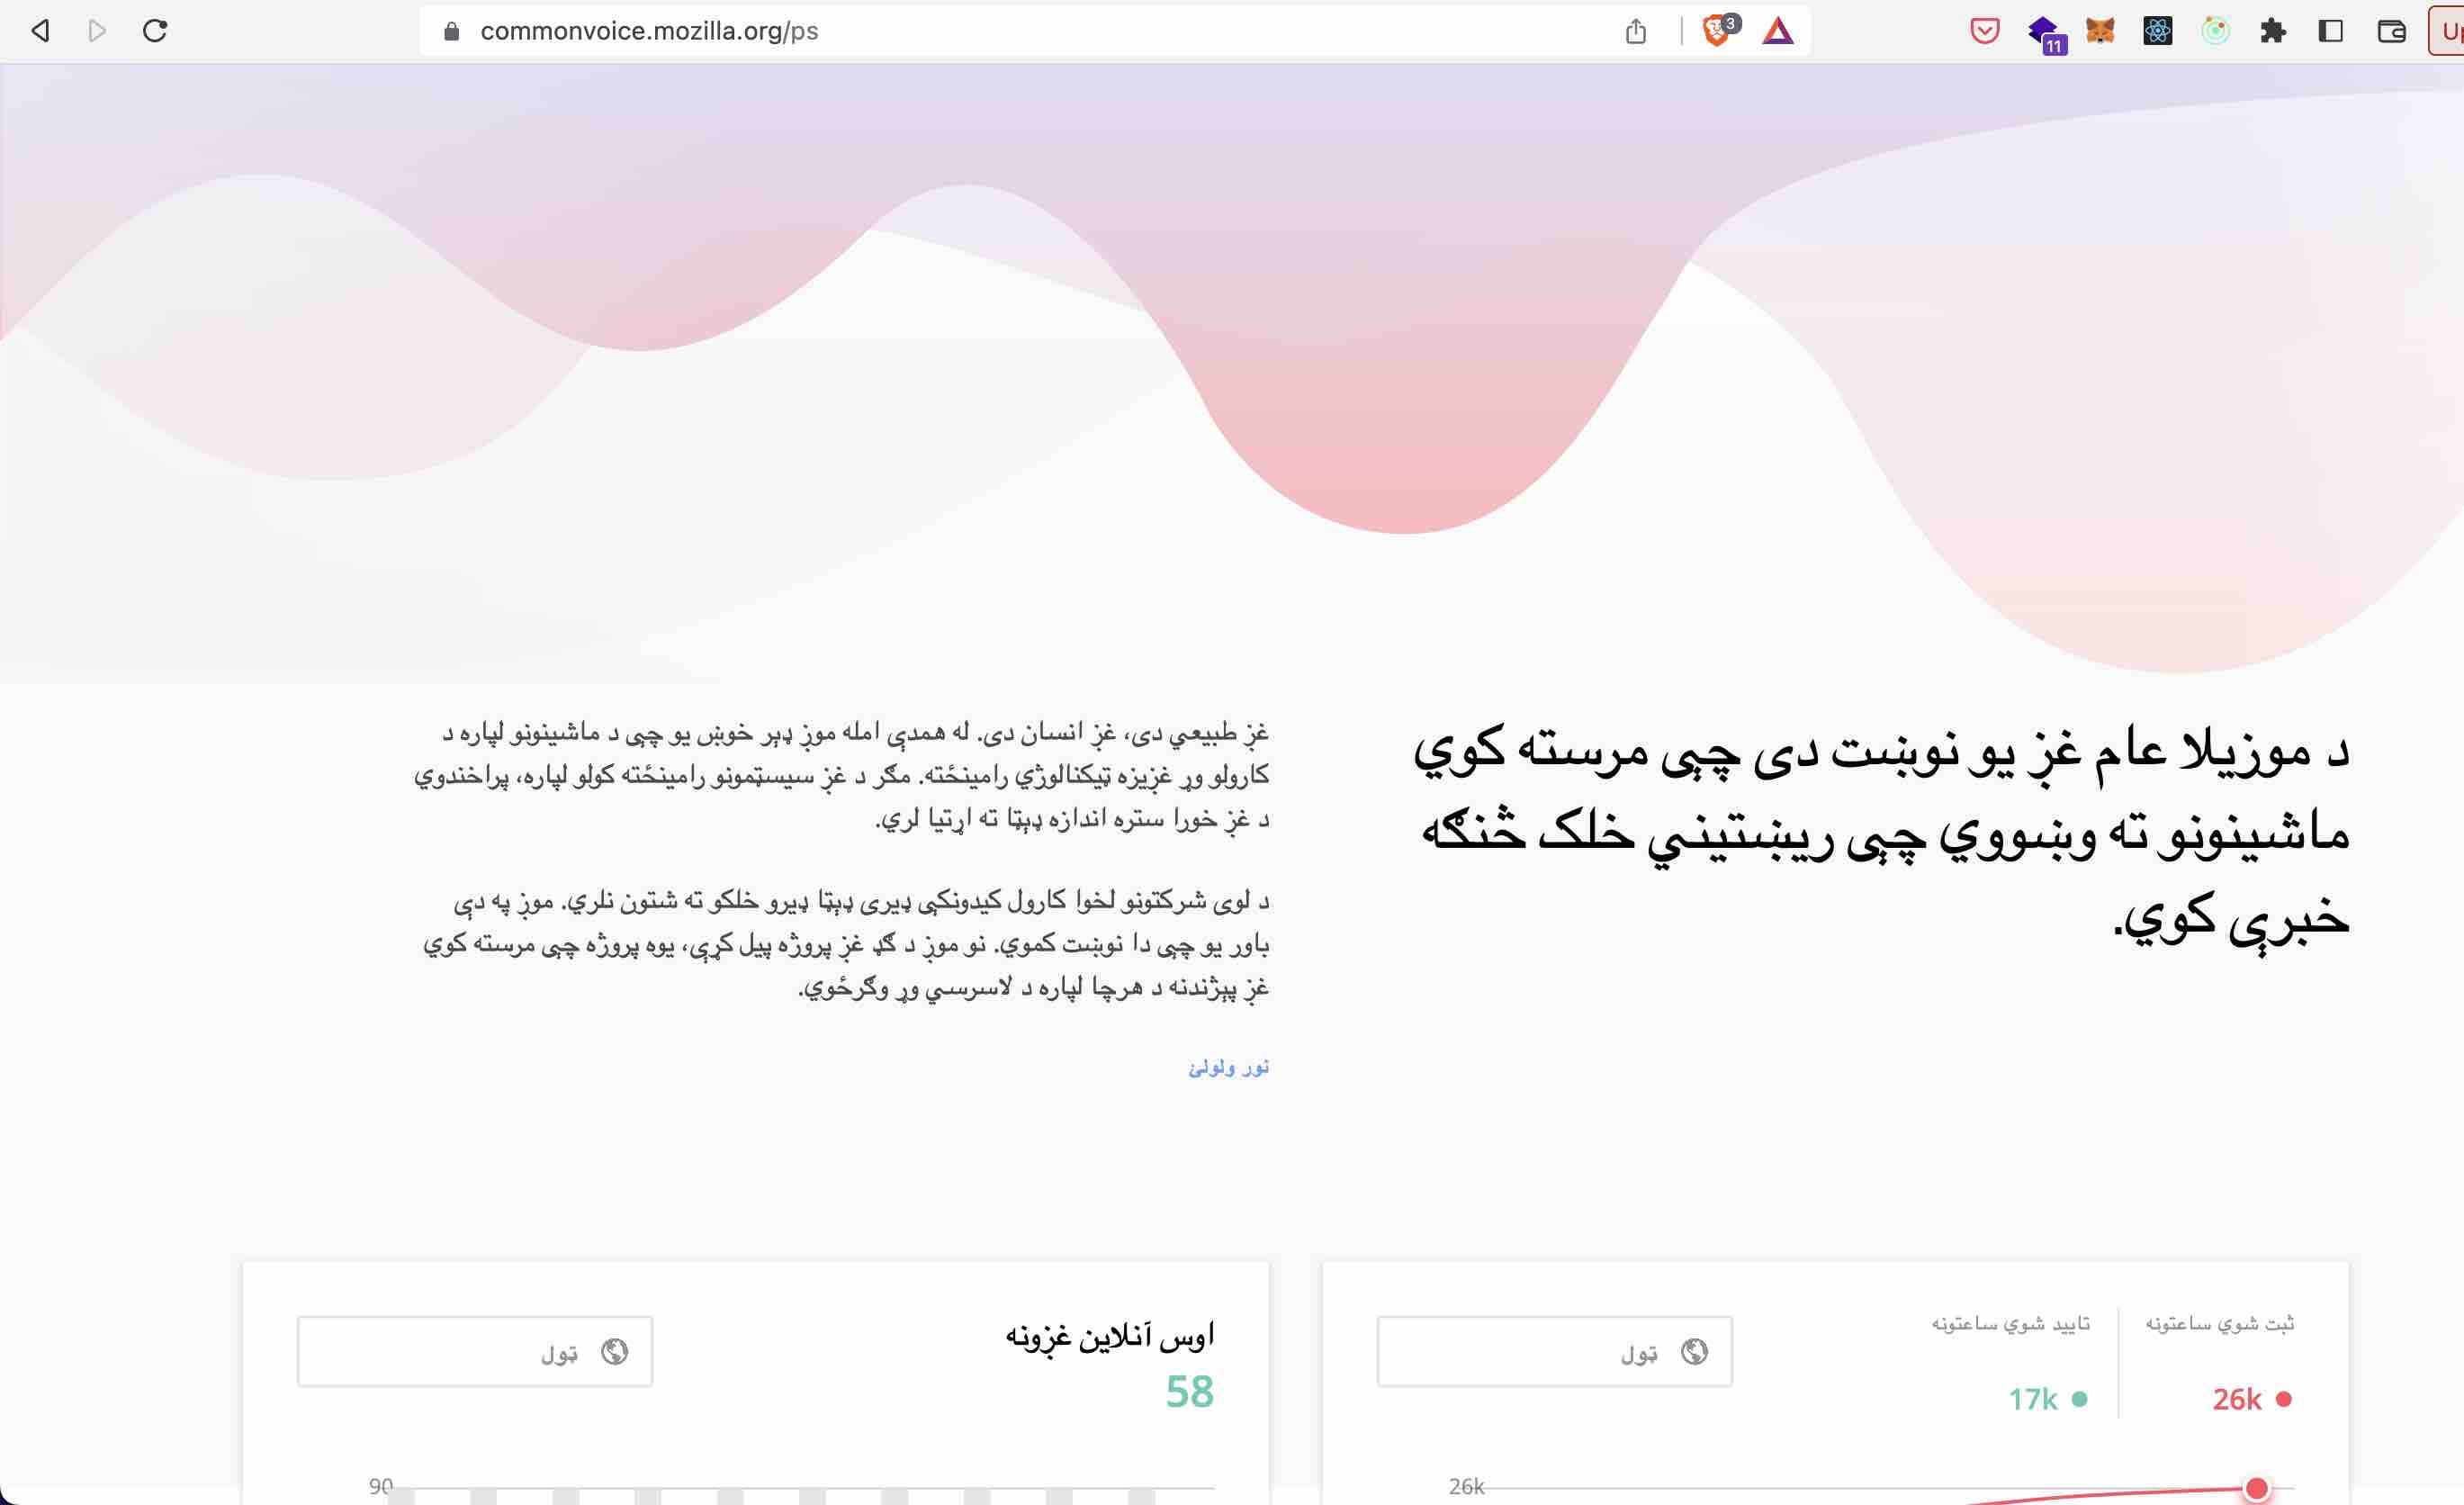 commonvoice.mozilla.org/ps
3
11
د موزیلا عام غږ یو نوښت دی چې مرسته کوي
ماشینونو ته وښووي چې ریښتیني خلک څنګه
خبرې کوي.
غږ طبیعي دی، غږ انسان دی. له همدې امله موږ ډېر خوښ یو چې د ماشینونو لپاره د
کارولو وړ غږیزه ټیکنالوژي رامینځته. مګر د غږ سیسټمونو رامینځته کولو لپاره، پراخندوي
د غږ خورا ستره اندازه ډېټا ته اړتیا لري.
د لوی شرکتونو لخوا کارول کیدونکې ډیری ډېټا ډیرو خلکو ته شتون نلري. موږ په دې
باور یو چې دا نوښت کموي. نو موږ د ګډ غږ پروژه پیل کړې، یوه پروژه چې مرسته کوي
غږ پېژندنه د هرچا لپاره د لاسرسي وړ وګرځوي.
نور ولولئ
ثبت شوي ساعتونه
26k
تایید شوي ساعتونه
17k
ټول
26k
اوس آنلاین غږونه
58
ټول
90